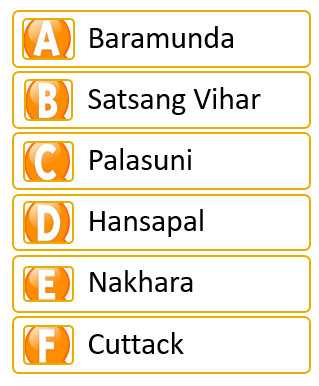 A Baramunda
B Satsang Vihar
C Palasuni
D Hansapal
E Nakhara
F Cuttack